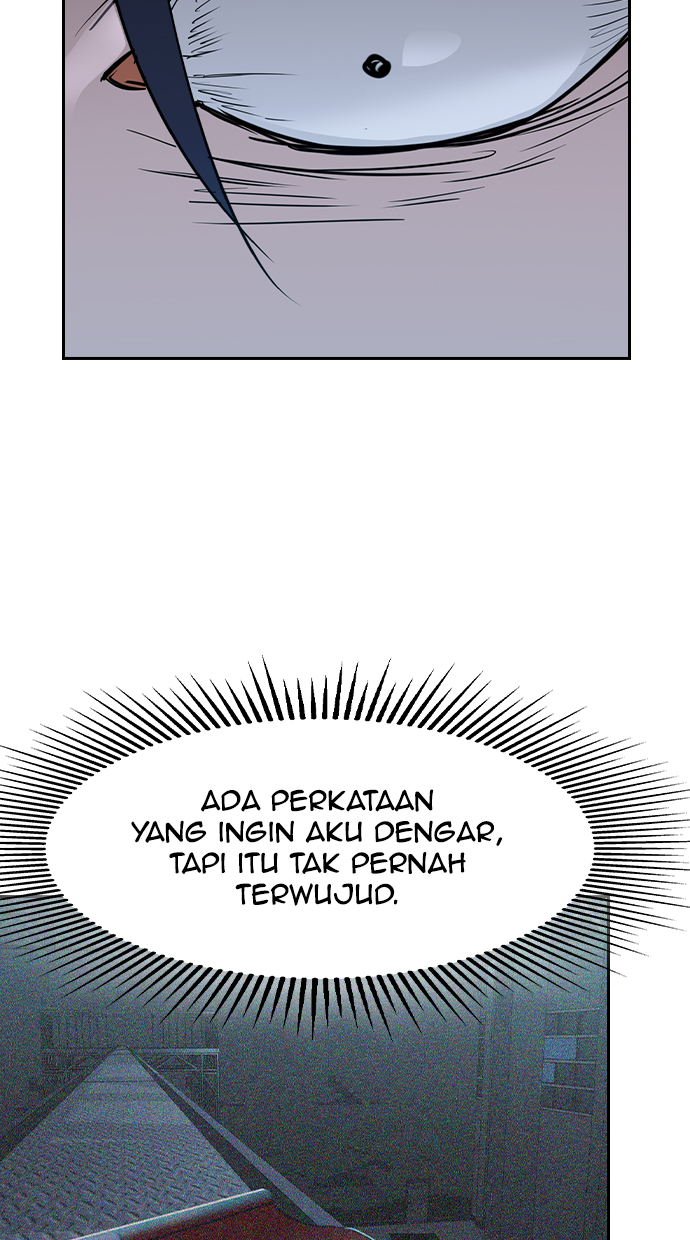 ADA PERKATAAN
YANG INGIN AKU DENGAR,
TAPI ITU TAK PERNAH
TERWUJUD.